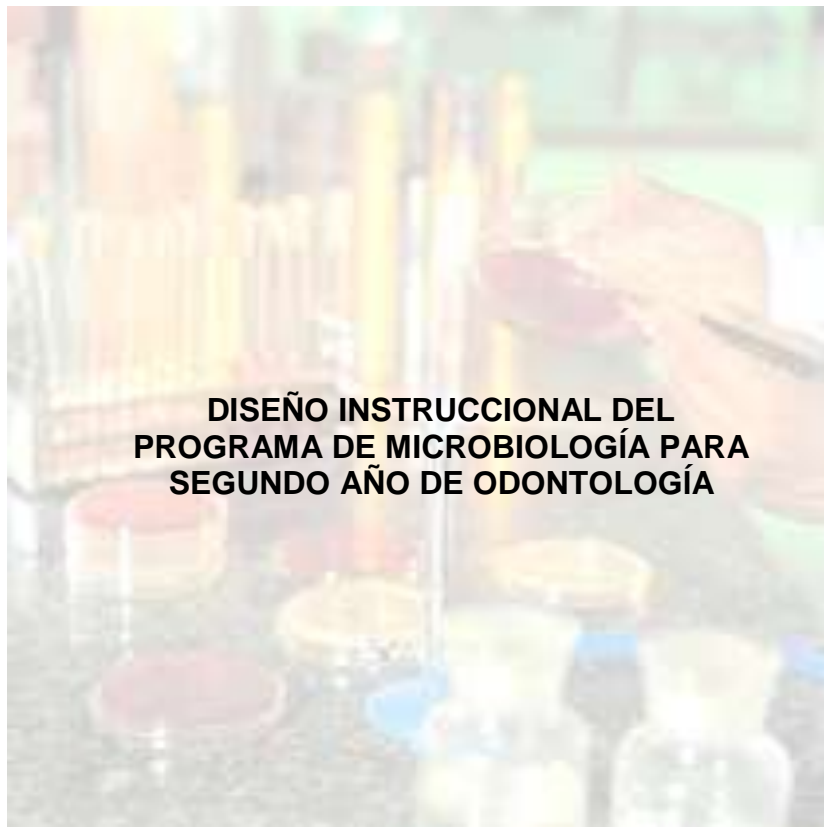 DISEÑO INSTRUCCIONAL DEL
PROGRAMA DE MICROBIOLOGÍA PARA
SEGUNDO AÑO DE ODONTOLOGÍA